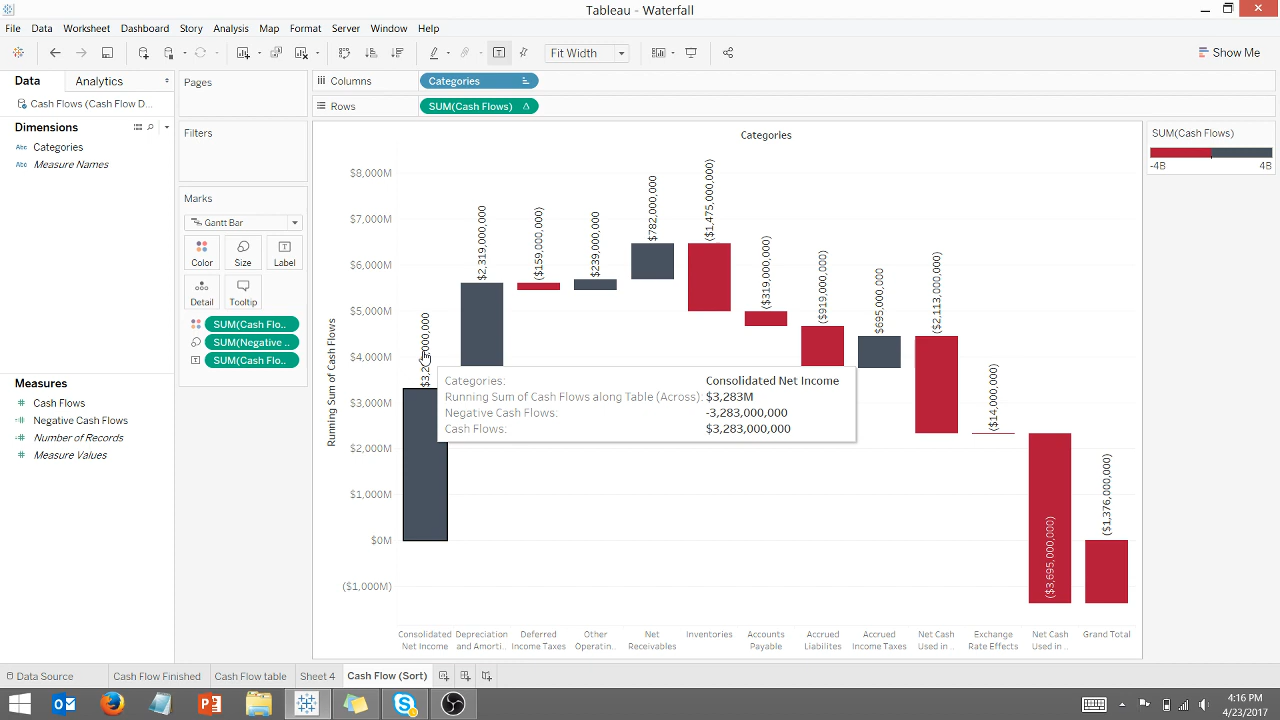 Tableau - Waterfall
File Data Worksheet Dashboard Story Analysis Map Format Server Window Help
Fit Width
Show Me
Data Analytics
Cash Flows (Cash Flow D...
Dimensions
Abc Categories
Abc Measure Names
Measures
# Cash Flows
Negative Cash Flows
# Number of Records
# Measure Values
Pages
Filters
Marks
Gantt Bar
Color Size Label
Detail Tooltip
SUM(Cash Flo..
SUM(Negative ..
SUM(Cash Flo..
Columns Categories
Rows SUM(Cash Flows) Δ
Categories
Running Sum of Cash Flows
$8,000M
$7,000M
$6,000M
$5,000M
$4,000M
$3,000M
$2,000M
$1,000M
$0M
($1,000M)
$2,319,000,000
($159,000,000)
$239,000,000
$782,000,000
($1,475,000,000)
($319,000,000)
($919,000,000)
$695,000,000
($2,113,000,000)
($14,000,000)
($3,695,000,000)
($1,376,000,000)
Categories: Consolidated Net Income
Running Sum of Cash Flows along Table (Across): $3,283M
Negative Cash Flows: -3,283,000,000
Cash Flows: $3,283,000,000
Consolidated Net Income
Depreciation and Amorti..
Deferred Income Taxes
Other Operatin..
Net Receivables
Inventories
Accounts Payable
Accrued Liabilites
Accrued Income Taxes
Net Cash Used in ..
Exchange Rate Effects
Net Cash Used in ..
Grand Total
SUM(Cash Flows)
-4B 4B
Data Source Cash Flow Finished Cash Flow table Sheet 4 Cash Flow (Sort)
4:16 PM
4/23/2017